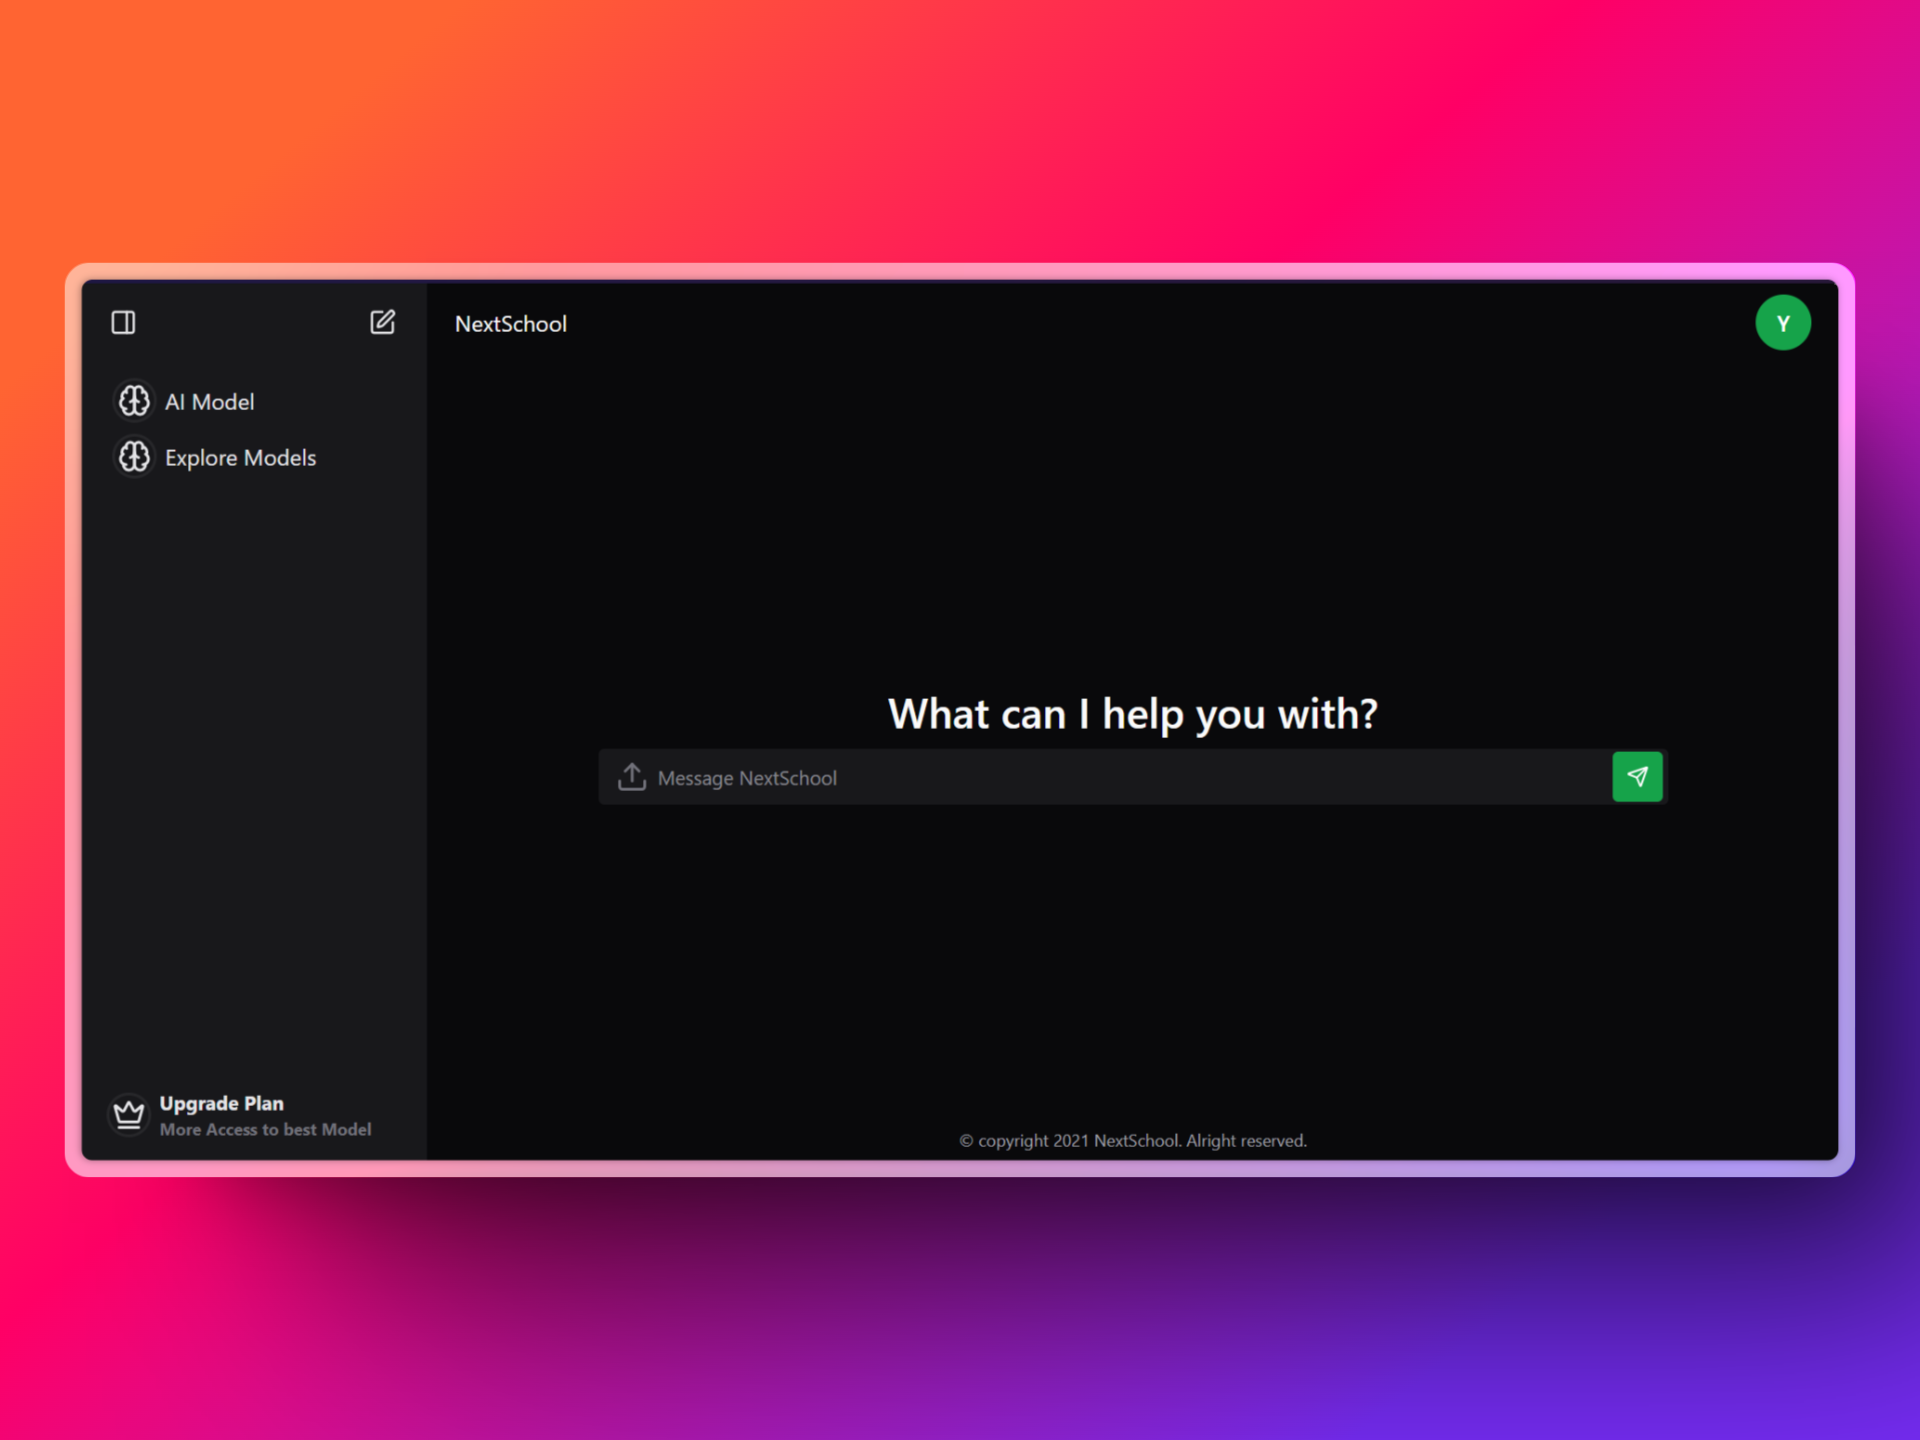 NextSchool
Y
AI Model
Explore Models
What can I help you with?
Message NextSchool
Upgrade Plan
More Access to best Model
© copyright 2021 NextSchool. Alright reserved.